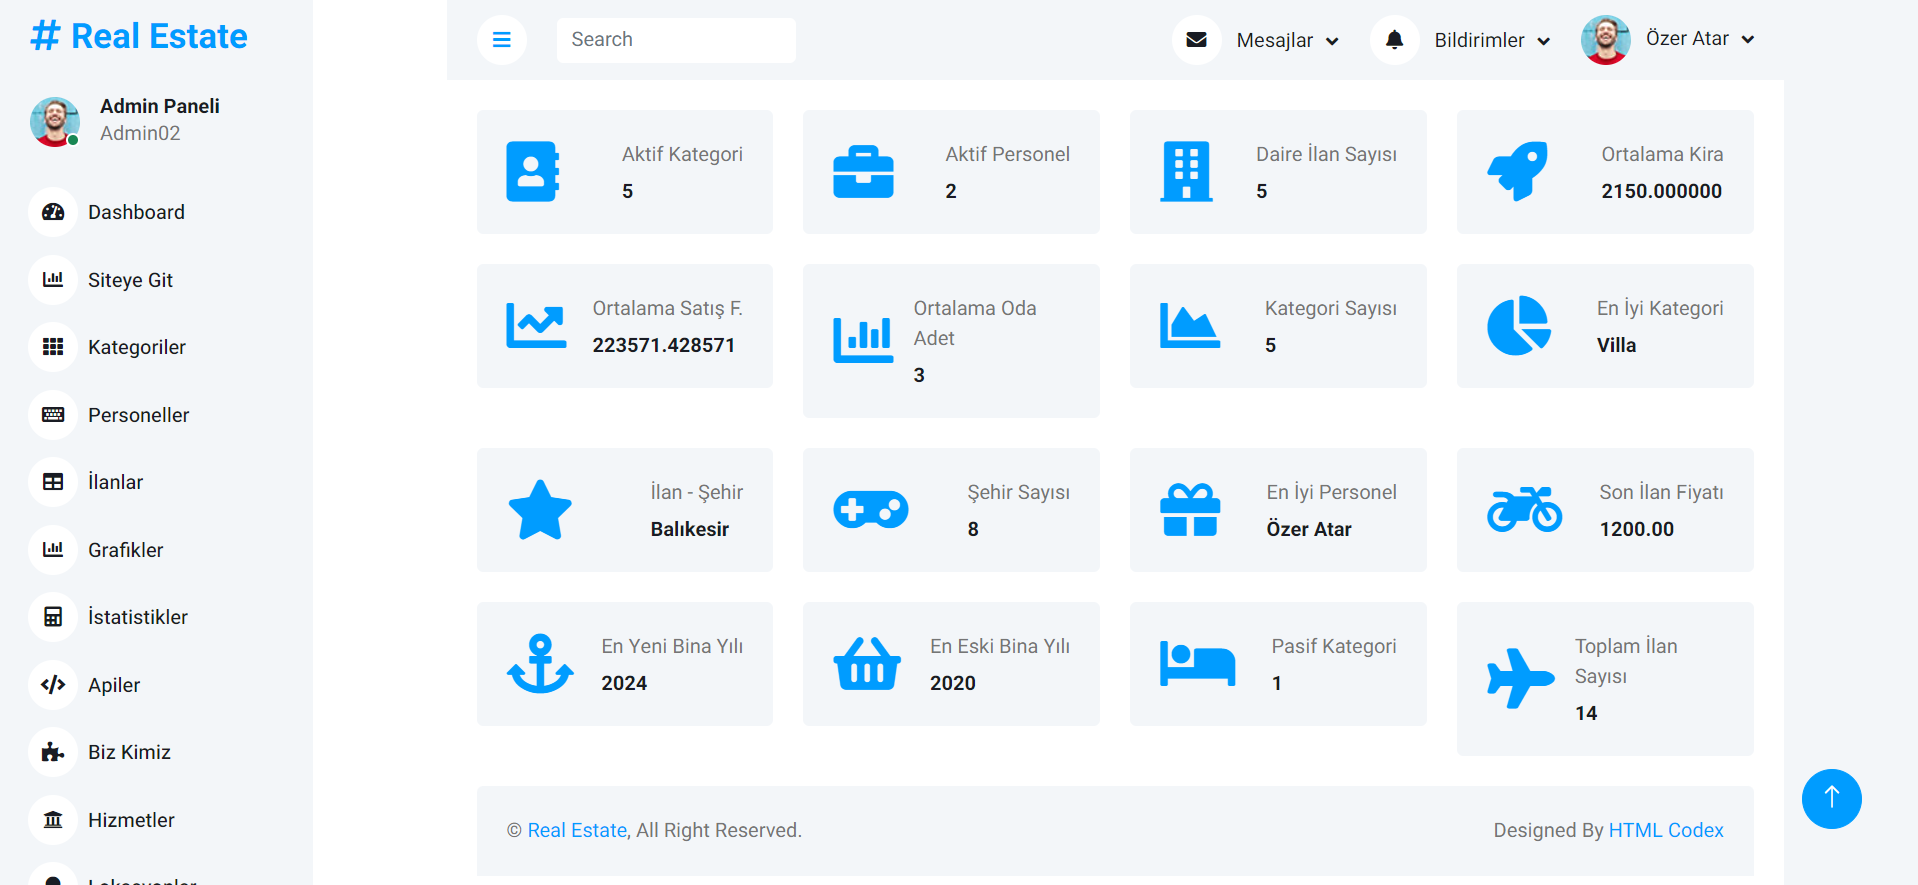 # Real Estate
Admin Paneli
Admin02
Dashboard
Siteye Git
Kategoriler
Personeller
İlanlar
Grafikler
İstatistikler
Apiler
Biz Kimiz
Hizmetler
Lokasyonlar
Search
Mesajlar
Bildirimler
Özer Atar
Aktif Kategori
5
Aktif Personel
2
Daire İlan Sayısı
5
Ortalama Kira
2150.000000
Ortalama Satış F.
223571.428571
Ortalama Oda
Adet
3
Kategori Sayısı
5
En İyi Kategori
Villa
İlan - Şehir
Balıkesir
Şehir Sayısı
8
En İyi Personel
Özer Atar
Son İlan Fiyatı
1200.00
En Yeni Bina Yılı
2024
En Eski Bina Yılı
2020
Pasif Kategori
1
Toplam İlan
Sayısı
14
© Real Estate, All Right Reserved.
Designed By HTML Codex